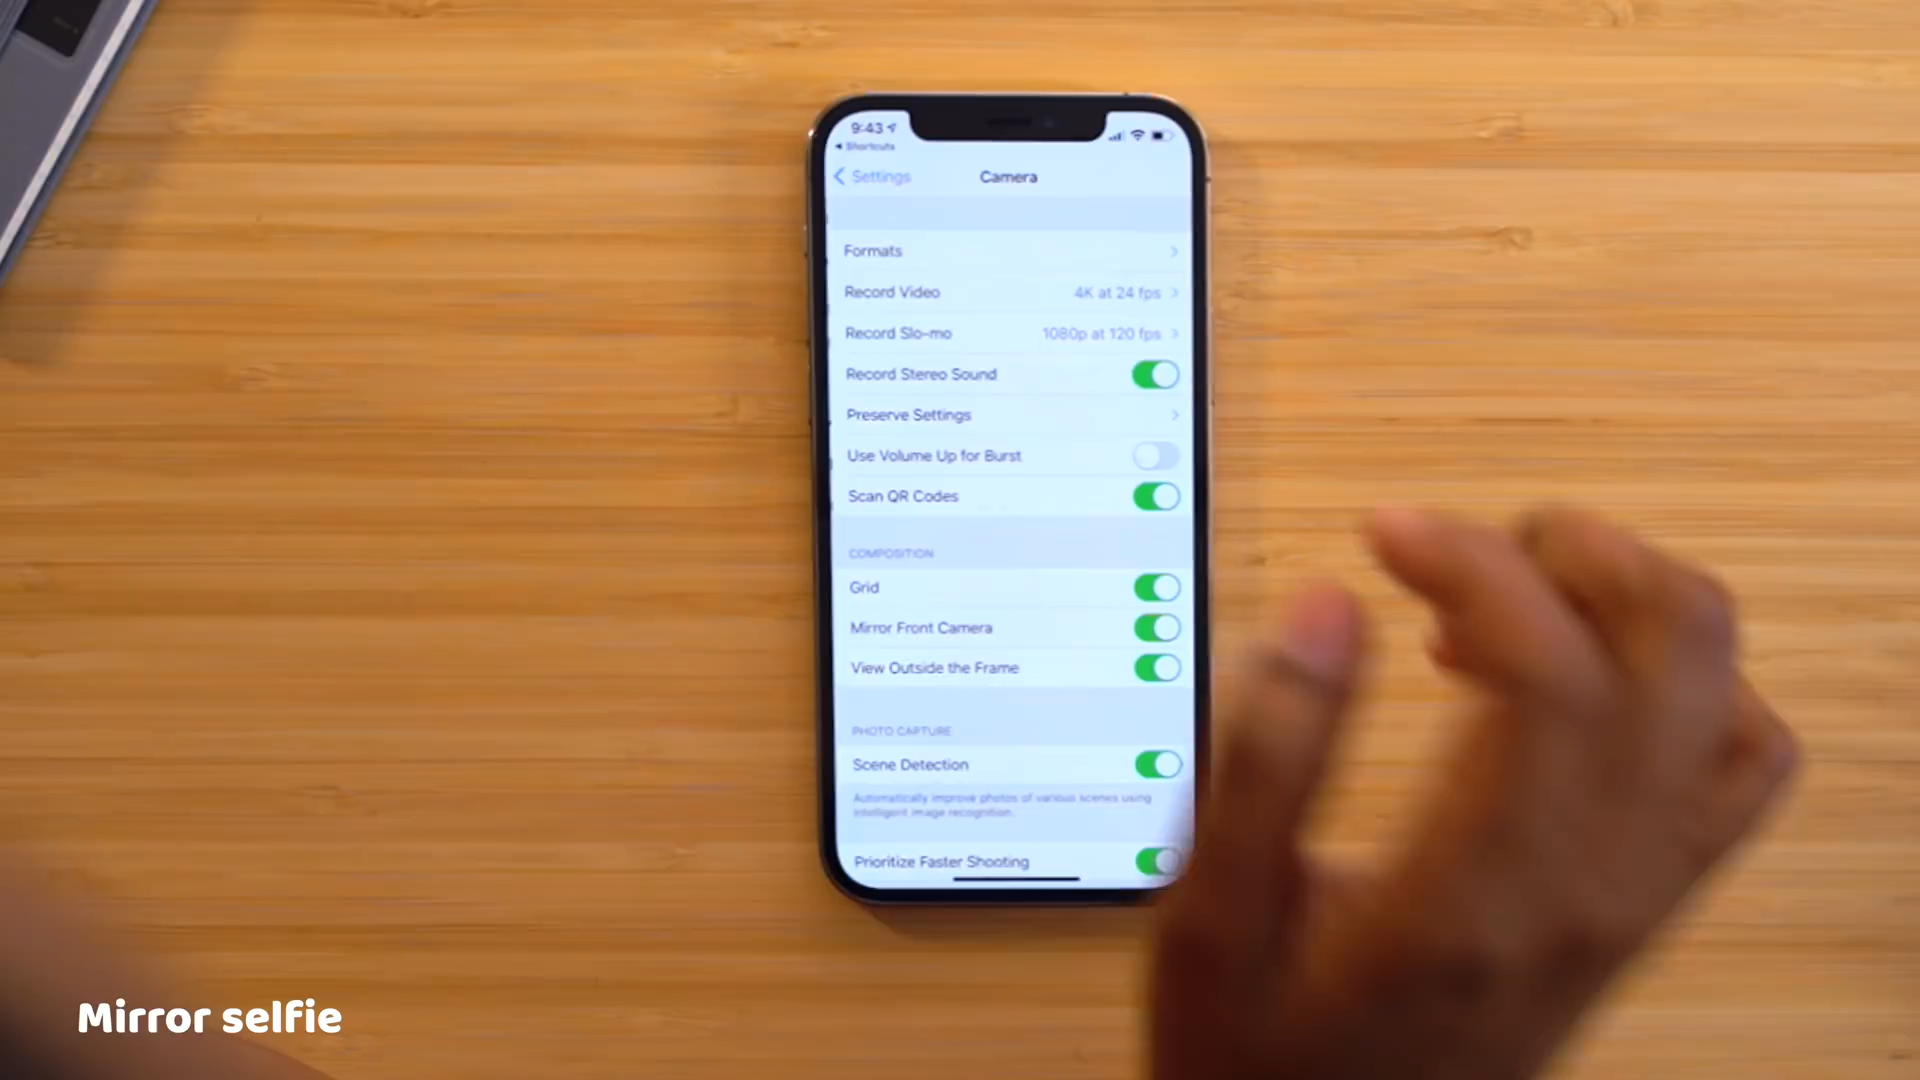 9:43
Shortcuts
Settings
Camera
Formats
Record Video 4K at 24 fps
Record Slo-mo 1080p at 120 fps
Record Stereo Sound
Preserve Settings
Use Volume Up for Burst
Scan QR Codes
COMPOSITION
Grid
Mirror Front Camera
View Outside the Frame
PHOTO CAPTURE
Scene Detection
Automatically improve photos of various scenes using
intelligent image recognition.
Prioritize Faster Shooting
Mirror selfie